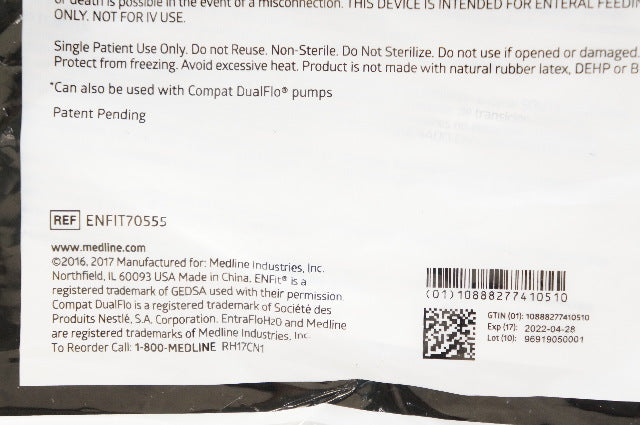 or death is possible in the event of a misconnection. THIS DEVICE IS INTENDED FOR ENTERAL
ONLY. NOT FOR IV USE.
Single Patient Use Only. Do not Reuse. Non-Sterile. Do Not Sterilize. Do not use if opened or damaged.
Protect from freezing. Avoid excessive heat. Product is not made with natural rubber latex, DEHP or
*Can also be used with Compat DualFlo® pumps
Patent Pending
REF ENFIT70555
www.medline.com
©2016, 2017 Manufactured for: Medline Industries, Inc.
Northfield, IL 60093 USA Made in China. ENFit® is a
registered trademark of GEDSA used with their permission.
Compat DualFlo is a registered trademark of Société des
Produits Nestlé, S.A. Corporation. EntraFloH2O and Medline
are registered trademarks of Medline Industries, Inc.
To Reorder Call: 1-800-MEDLINE RH17CN1
(01)10888277410510
GTIN (01): 10888277410510
Exp (17): 2022-04-28
Lot (10): 96919050001